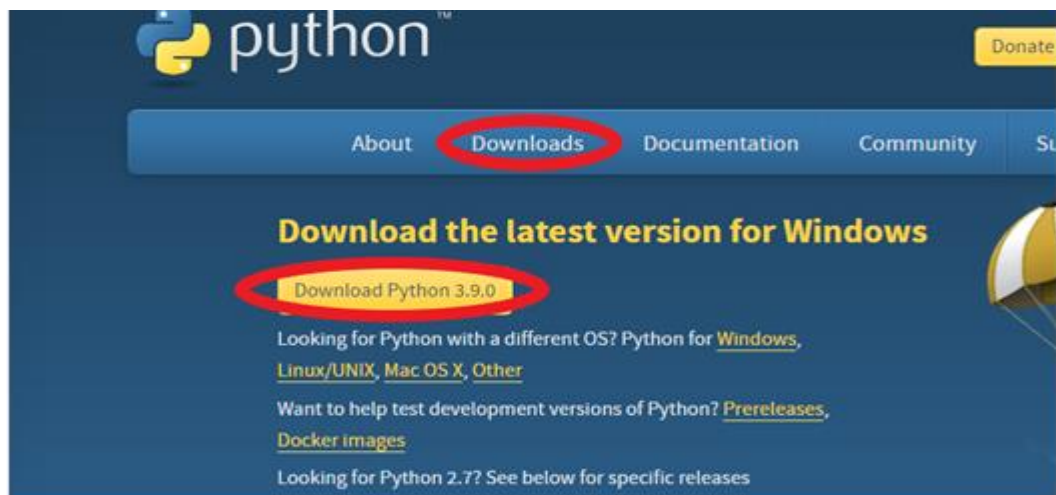 python™
Donate
About Downloads Documentation Community Su
Download the latest version for Windows
Download Python 3.9.0
Looking for Python with a different OS? Python for Windows,
Linux/UNIX, Mac OS X, Other
Want to help test development versions of Python? Prereleases,
Docker images
Looking for Python 2.7? See below for specific releases